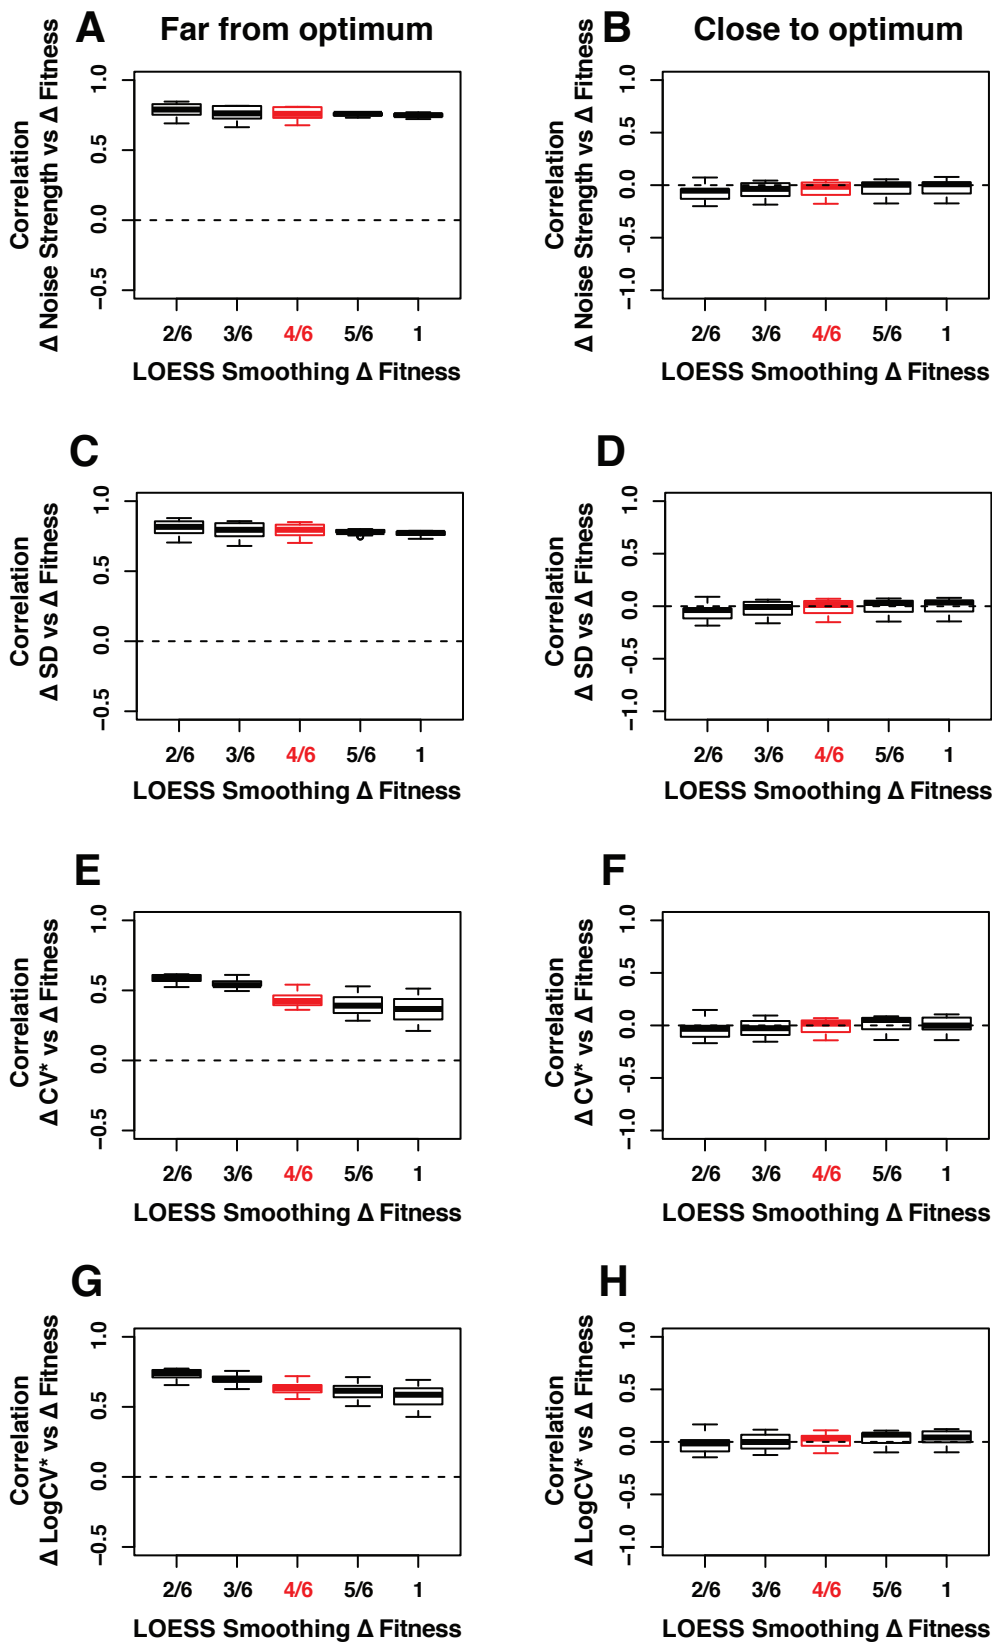 A Far from optimum
Correlation
Δ Noise Strength vs Δ Fitness
1.0
0.5
0.0
−0.5
2/6 3/6 4/6 5/6 1
LOESS Smoothing Δ Fitness
B Close to optimum
Correlation
Δ Noise Strength vs Δ Fitness
1.0
0.5
0.0
−0.5
−1.0
2/6 3/6 4/6 5/6 1
LOESS Smoothing Δ Fitness
C
Correlation
Δ SD vs Δ Fitness
1.0
0.5
0.0
−0.5
2/6 3/6 4/6 5/6 1
LOESS Smoothing Δ Fitness
D
Correlation
Δ SD vs Δ Fitness
1.0
0.5
0.0
−0.5
−1.0
2/6 3/6 4/6 5/6 1
LOESS Smoothing Δ Fitness
E
Correlation
Δ CV* vs Δ Fitness
1.0
0.5
0.0
−0.5
2/6 3/6 4/6 5/6 1
LOESS Smoothing Δ Fitness
F
Correlation
Δ CV* vs Δ Fitness
1.0
0.5
0.0
−0.5
−1.0
2/6 3/6 4/6 5/6 1
LOESS Smoothing Δ Fitness
G
Correlation
Δ LogCV* vs Δ Fitness
1.0
0.5
0.0
−0.5
2/6 3/6 4/6 5/6 1
LOESS Smoothing Δ Fitness
H
Correlation
Δ LogCV* vs Δ Fitness
1.0
0.5
0.0
−0.5
−1.0
2/6 3/6 4/6 5/6 1
LOESS Smoothing Δ Fitness